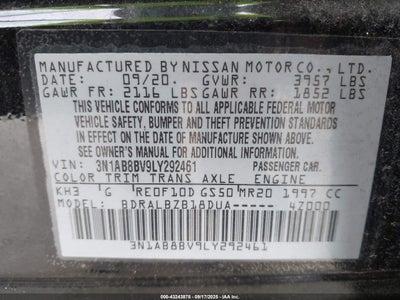 MANUFACTURED BY NISSAN MOTOR CO., LTD.
DATE: 09/20. GVWR: 3957 LBS
GAWR FR: 2116 LBS GAWR RR: 1852 LBS
THIS VEHICLE CONFORMS TO ALL APPLICABLE FEDERAL MOTOR
VEHICLE SAFETY, BUMPER AND THEFT PREVENTION STANDARDS
IN EFFECT ON THE DATE OF MANUFACTURE SHOWN ABOVE.
SEE OWNERS MANUAL FOR ADDITIONAL INFORMATION.
VIN: 3N1AB8BV9LY292461 PASSENGER CAR.
COLOR TRIM TRANS AXLE ENGINE
KH3 G RE0F10D GS50 MR20 1997 CC
MODEL: BDRALBZB18DUA----- 4Z000
3N1AB8BV9LY292461
000-43243875 - 09/17/2025 - IAA